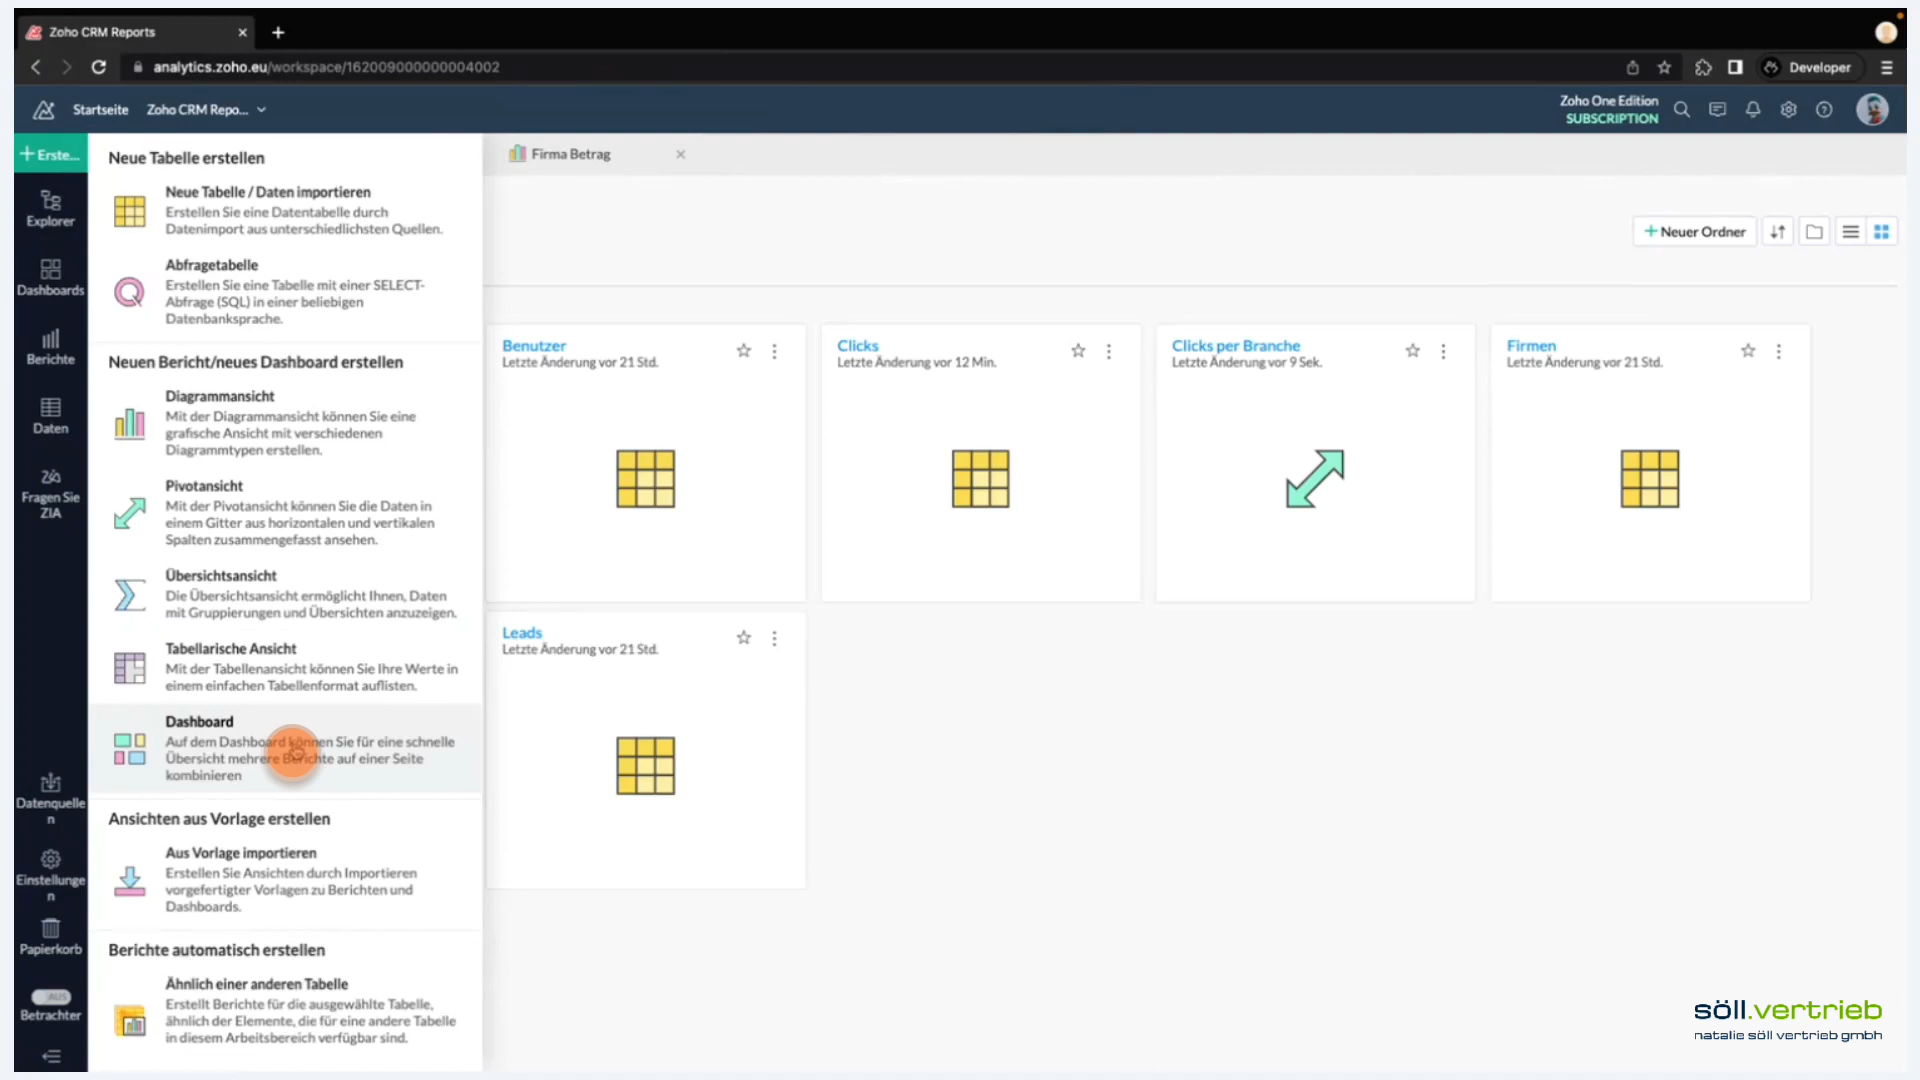 Zoho CRM Reports
analytics.zoho.eu/workspace/162009000000004002
Developer
Startseite
Zoho CRM Repo...
Zoho One Edition
SUBSCRIPTION
+ Erste...
Explorer
Dashboards
Berichte
Daten
Fragen Sie
ZIA
Datenquelle
n
Einstellunge
n
Papierkorb
AUS
Betrachter
Neue Tabelle erstellen
Neue Tabelle / Daten importieren
Erstellen Sie eine Datentabelle durch
Datenimport aus unterschiedlichsten Quellen.
Abfragetabelle
Erstellen Sie eine Tabelle mit einer SELECT-
Abfrage (SQL) in einer beliebigen
Datenbanksprache.
Neuen Bericht/neues Dashboard erstellen
Diagrammansicht
Mit der Diagrammansicht können Sie eine
grafische Ansicht mit verschiedenen
Diagrammtypen erstellen.
Pivotansicht
Mit der Pivotansicht können Sie die Daten in
einem Gitter aus horizontalen und vertikalen
Spalten zusammengefasst ansehen.
Übersichtsansicht
Die Übersichtsansicht ermöglicht Ihnen, Daten
mit Gruppierungen und Übersichten anzuzeigen.
Tabellarische Ansicht
Mit der Tabellenansicht können Sie Ihre Werte in
einem einfachen Tabellenformat auflisten.
Dashboard
Auf dem Dashboard können Sie für eine schnelle
Übersicht mehrere Berichte auf einer Seite
kombinieren
Ansichten aus Vorlage erstellen
Aus Vorlage importieren
Erstellen Sie Ansichten durch Importieren
vorgefertigter Vorlagen zu Berichten und
Dashboards.
Berichte automatisch erstellen
Ähnlich einer anderen Tabelle
Erstellt Berichte für die ausgewählte Tabelle,
ähnlich der Elemente, die für eine andere Tabelle
in diesem Arbeitsbereich verfügbar sind.
Firma Betrag
+ Neuer Ordner
Benutzer
Letzte Änderung vor 21 Std.
Clicks
Letzte Änderung vor 12 Min.
Clicks per Branche
Letzte Änderung vor 9 Sek.
Firmen
Letzte Änderung vor 21 Std.
Leads
Letzte Änderung vor 21 Std.
söll.vertrieb
natalie söll vertrieb gmbh